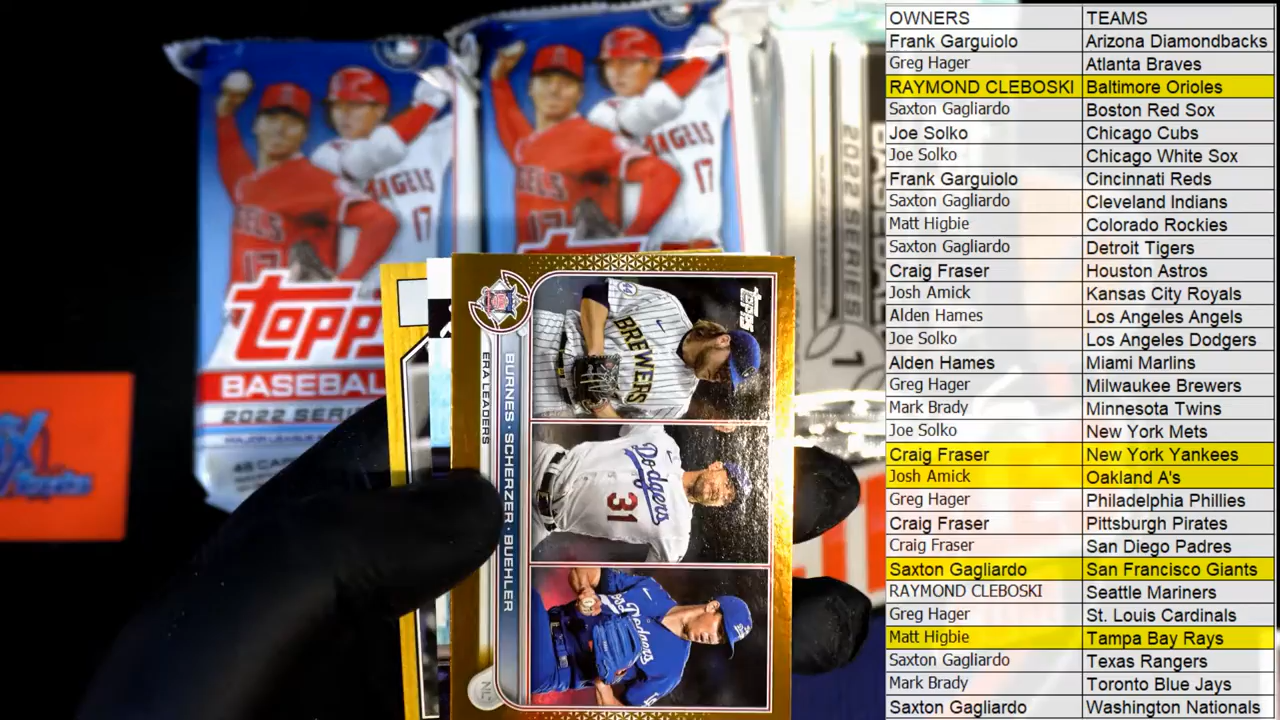 OWNERS TEAMS
Frank Garguiolo Arizona Diamondbacks
Greg Hager Atlanta Braves
RAYMOND CLEBOSKI Baltimore Orioles
Saxton Gagliardo Boston Red Sox
Joe Solko Chicago Cubs
Joe Solko Chicago White Sox
Frank Garguiolo Cincinnati Reds
Saxton Gagliardo Cleveland Indians
Matt Higbie Colorado Rockies
Saxton Gagliardo Detroit Tigers
Craig Fraser Houston Astros
Josh Amick Kansas City Royals
Alden Hames Los Angeles Angels
Joe Solko Los Angeles Dodgers
Alden Hames Miami Marlins
Greg Hager Milwaukee Brewers
Mark Brady Minnesota Twins
Joe Solko New York Mets
Craig Fraser New York Yankees
Josh Amick Oakland A's
Greg Hager Philadelphia Phillies
Craig Fraser Pittsburgh Pirates
Craig Fraser San Diego Padres
Saxton Gagliardo San Francisco Giants
RAYMOND CLEBOSKI Seattle Mariners
Greg Hager St. Louis Cardinals
Matt Higbie Tampa Bay Rays
Saxton Gagliardo Texas Rangers
Mark Brady Toronto Blue Jays
Saxton Gagliardo Washington Nationals
ANGELS
17
topps
BASEBAL
2022 SERI
17
2022 SERIES
1
topps
BREWERS
Dodgers
31
Dodgers
BURNES · SCHERZER · BUEHLER
ERA LEADERS
NL